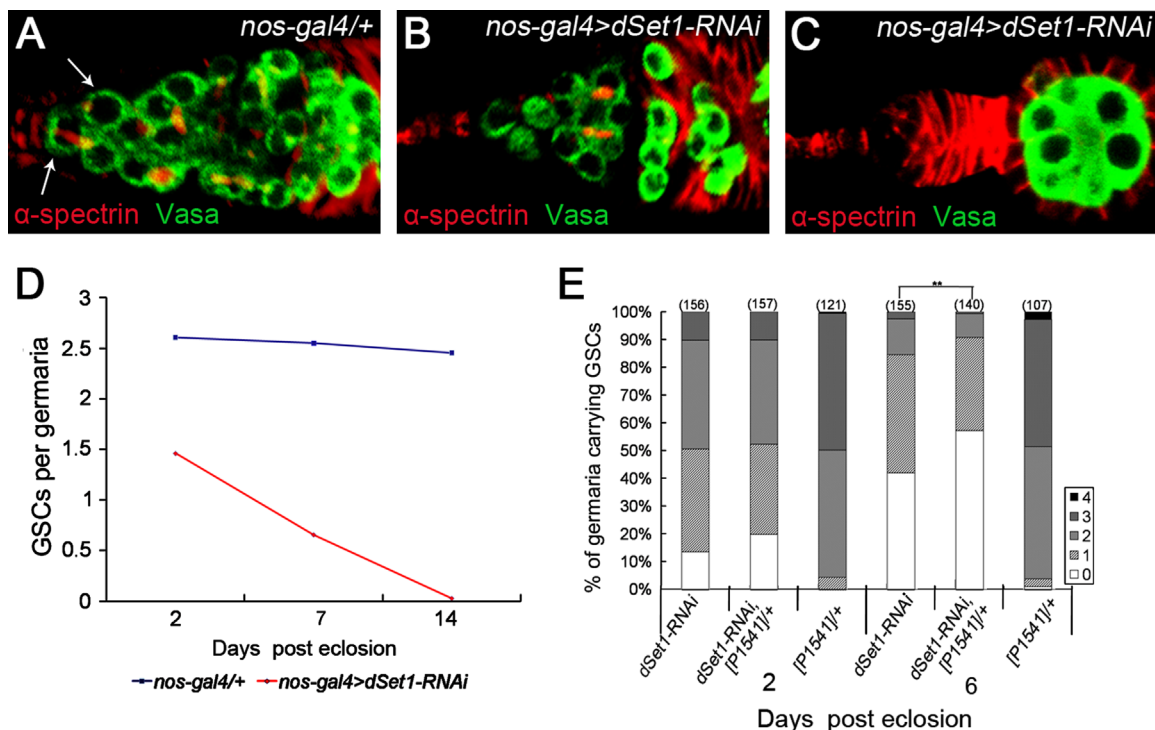 A nos-gal4/+
α-spectrin Vasa
B nos-gal4>dSet1-RNAi
α-spectrin Vasa
C nos-gal4>dSet1-RNAi
α-spectrin Vasa
D
GSCs per germaria
3
2.5
2
1.5
1
0.5
0
2 7 14
Days post eclosion
nos-gal4/+ nos-gal4>dSet1-RNAi
E
% of germaria carrying GSCs
100%
90%
80%
70%
60%
50%
40%
30%
20%
10%
0%
**
(156) (157) (121) (155) (140) (107)
4
3
2
1
0
dSet1-RNAi
dSet1-RNAi,
[P1541]/+
[P1541]/+
dSet1-RNAi
dSet1-RNAi,
[P1541]/+
[P1541]/+
2 6
Days post eclosion